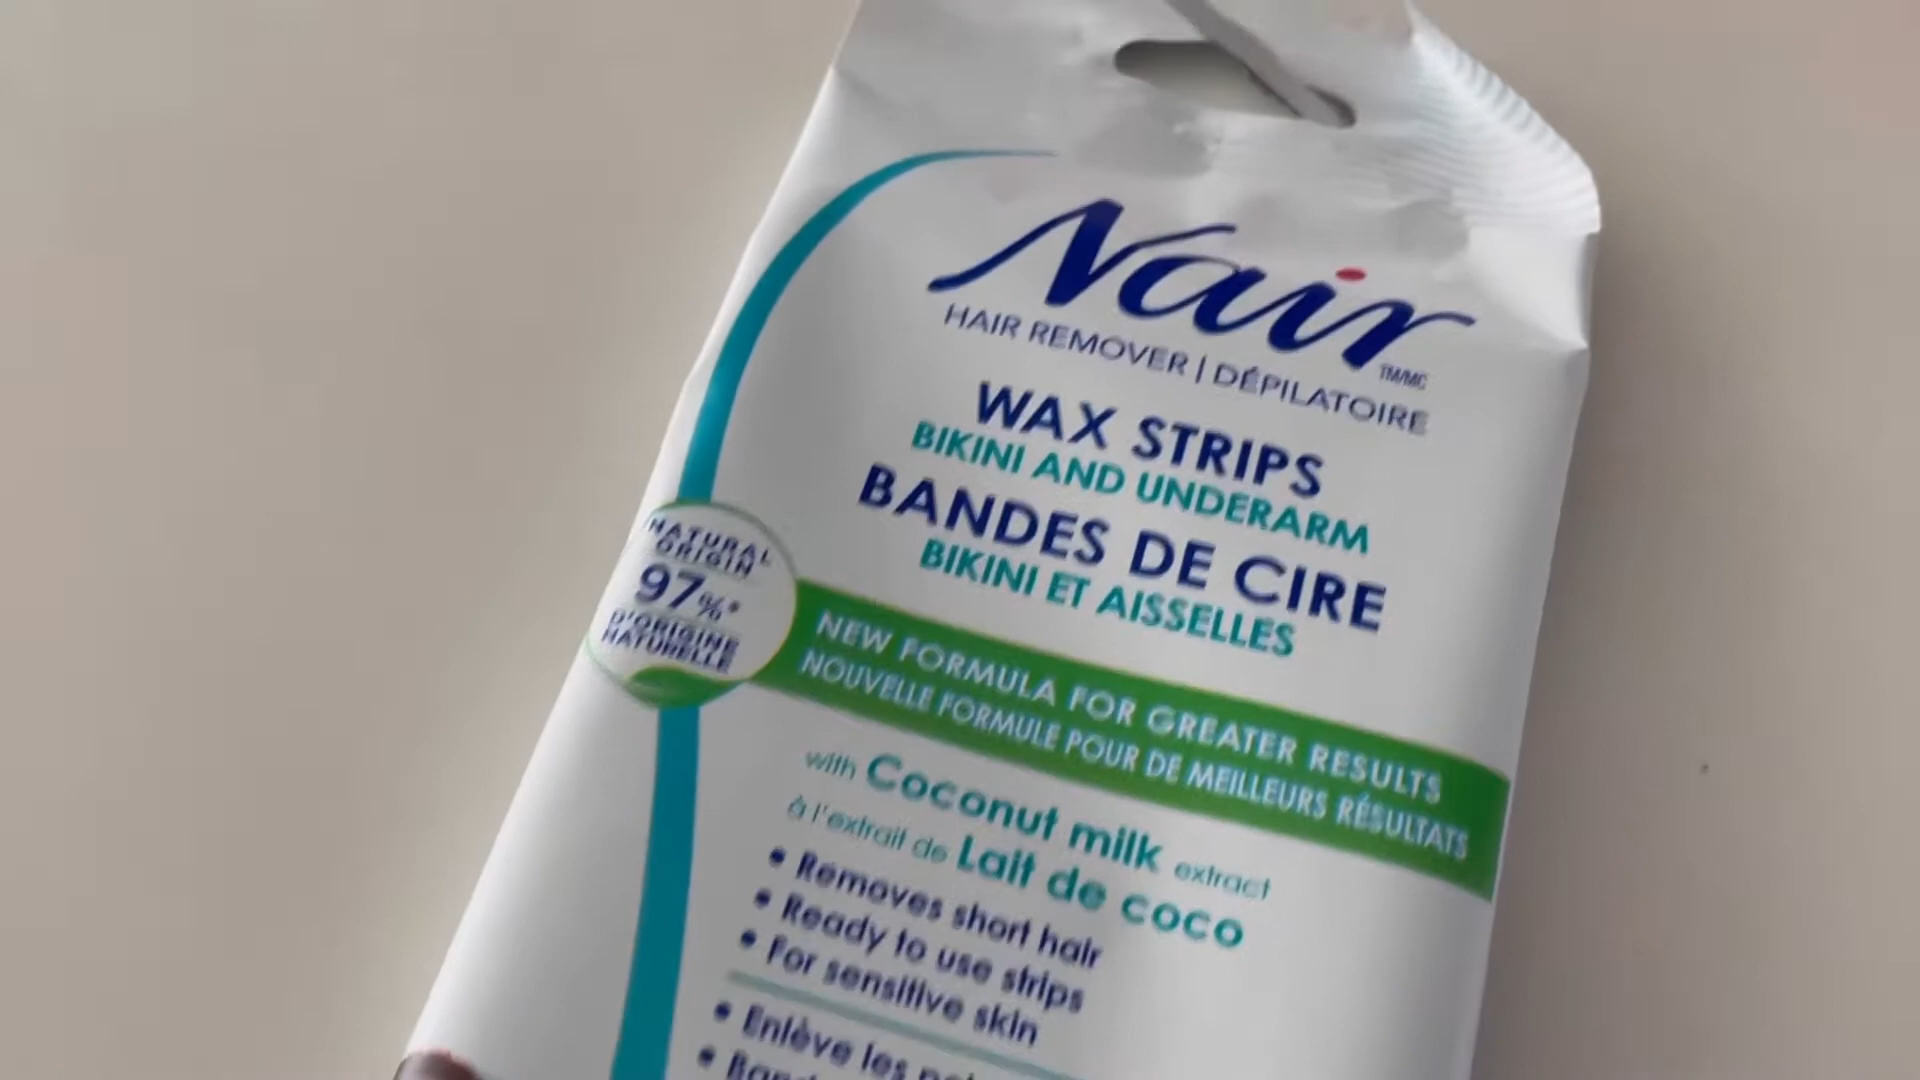 Nair
TM/MC
HAIR REMOVER | DÉPILATOIRE
WAX STRIPS
BIKINI AND UNDERARM
BANDES DE CIRE
BIKINI ET AISSELLES
NATURAL
ORIGIN
97%*
D'ORIGINE
NATURELLE
NEW FORMULA FOR GREATER RESULTS
NOUVELLE FORMULE POUR DE MEILLEURS RÉSULTATS
with Coconut milk extract
à l'extrait de Lait de coco
• Removes short hair
• Ready to use strips
• For sensitive skin
• Enlève les